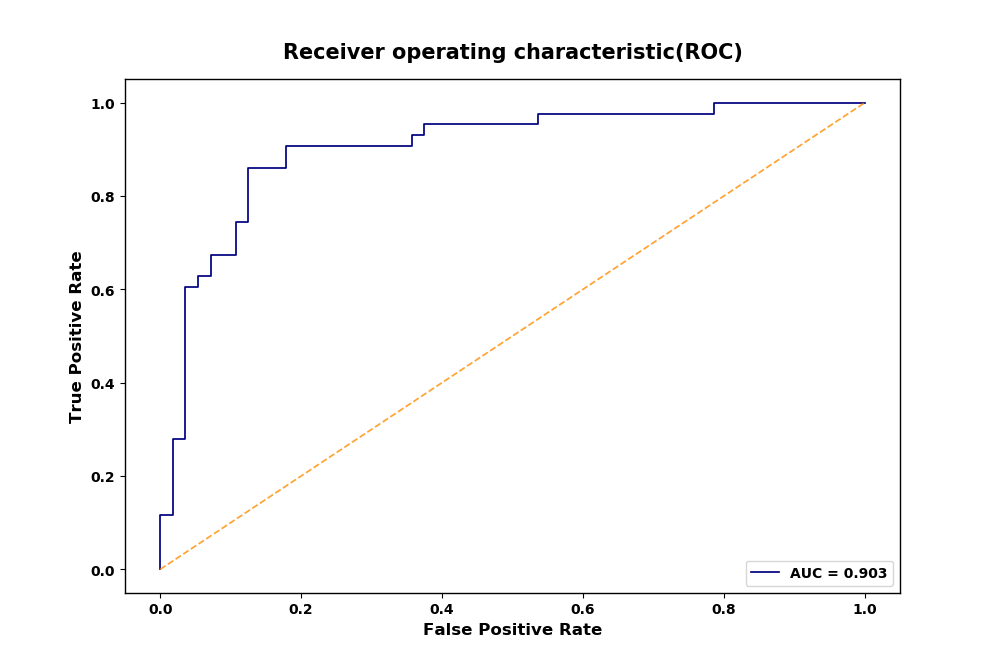 Receiver operating characteristic(ROC)
True Positive Rate
1.0
0.8
0.6
0.4
0.2
0.0
AUC = 0.903
0.0 0.2 0.4 0.6 0.8 1.0
False Positive Rate